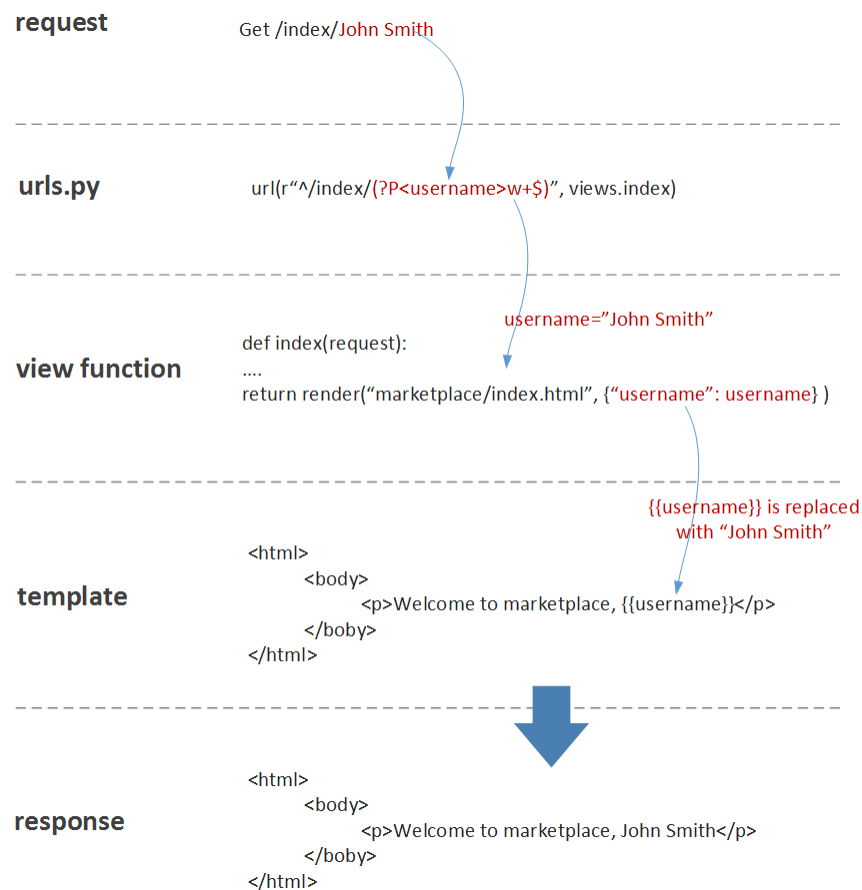 request
Get /index/John Smith
urls.py
url(r“^/index/(?P<username>w+$)”, views.index)
username=”John Smith”
view function
def index(request):
....
return render(“marketplace/index.html”, {“username”: username} )
{{username}} is replaced
with “John Smith”
template
<html>
<body>
<p>Welcome to marketplace, {{username}}</p>
</boby>
</html>
response
<html>
<body>
<p>Welcome to marketplace, John Smith</p>
</boby>
</html>